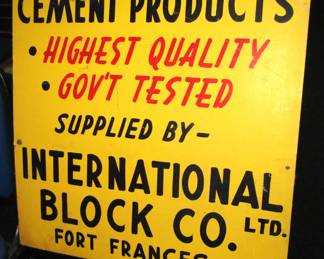 CEMENT PRODUCTS
• HIGHEST QUALITY
• GOV'T TESTED
SUPPLIED BY-
INTERNATIONAL
BLOCK CO. LTD.
FORT FRANCES